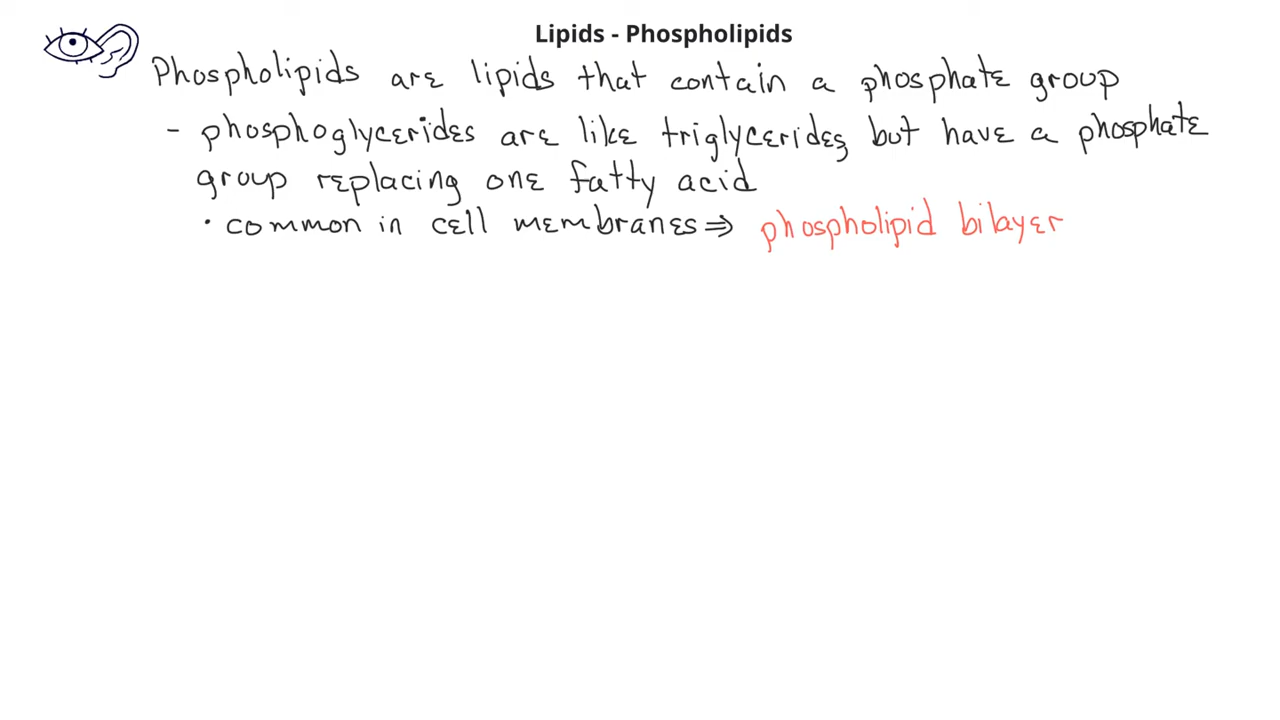 Lipids - Phospholipids
Phospholipids are lipids that contain a phosphate group
- phosphoglycerides are like triglycerides, but have a phosphate
group replacing one fatty acid
• common in cell membranes ⇒ phospholipid bilayer